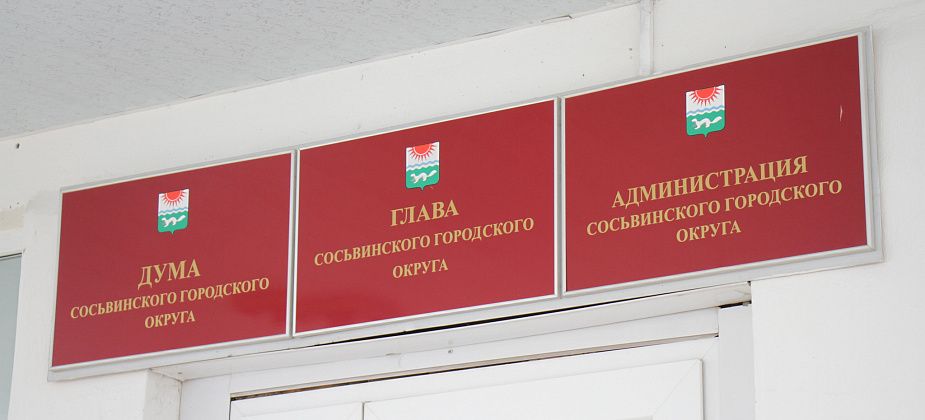 ДУМА
СОСЬВИНСКОГО ГОРОДСКОГО
ОКРУГА
ГЛАВА
СОСЬВИНСКОГО ГОРОДСКОГО
ОКРУГА
АДМИНИСТРАЦИЯ
СОСЬВИНСКОГО ГОРОДСКОГО
ОКРУГА